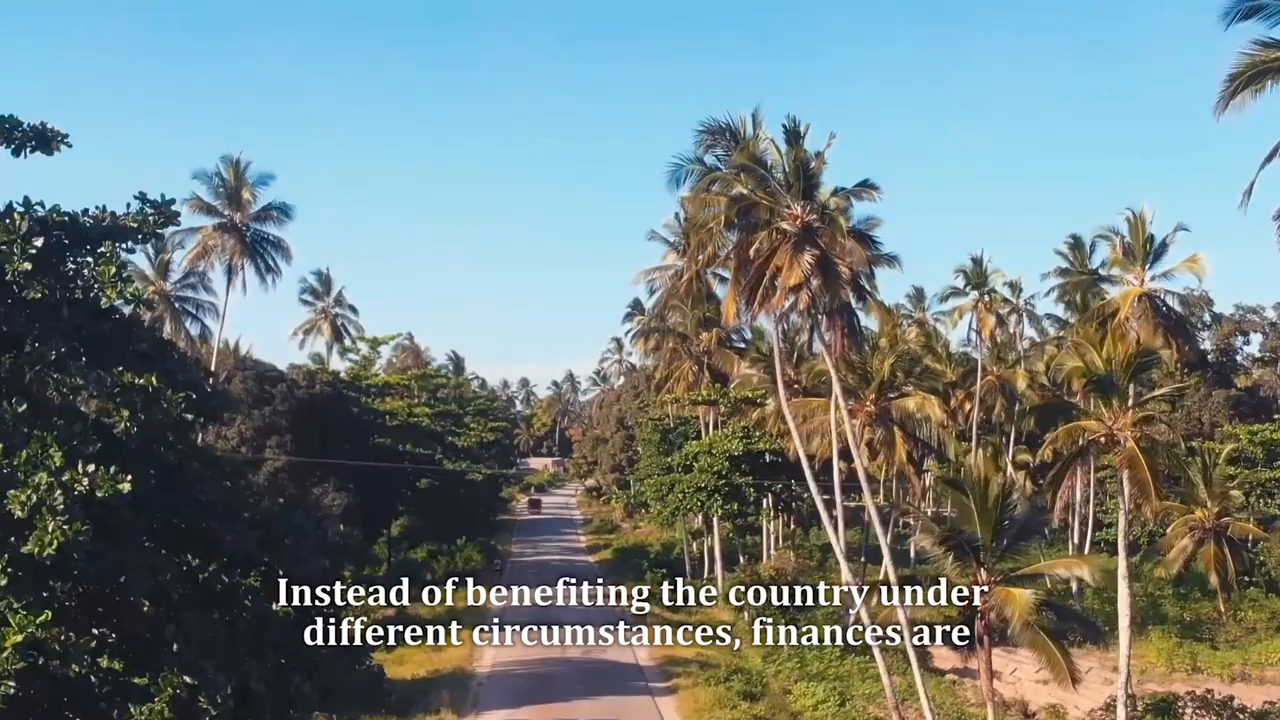 Instead of benefiting the country under
different circumstances, finances are